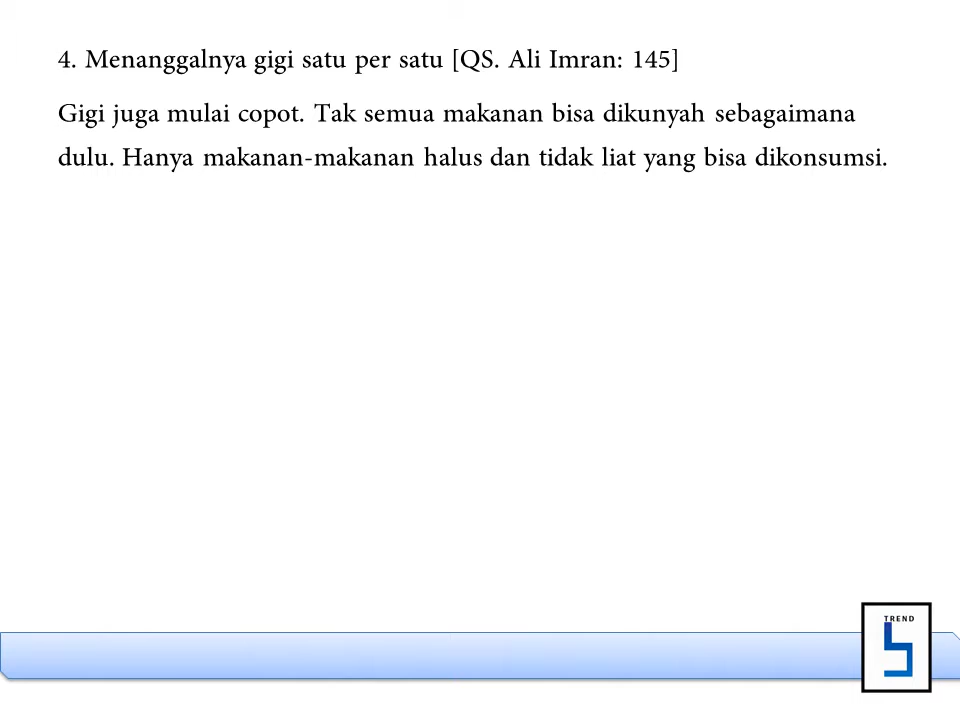 4. Menanggalnya gigi satu per satu [QS. Ali Imran: 145]
Gigi juga mulai copot. Tak semua makanan bisa dikunyah sebagaimana
dulu. Hanya makanan-makanan halus dan tidak liat yang bisa dikonsumsi.
TREND